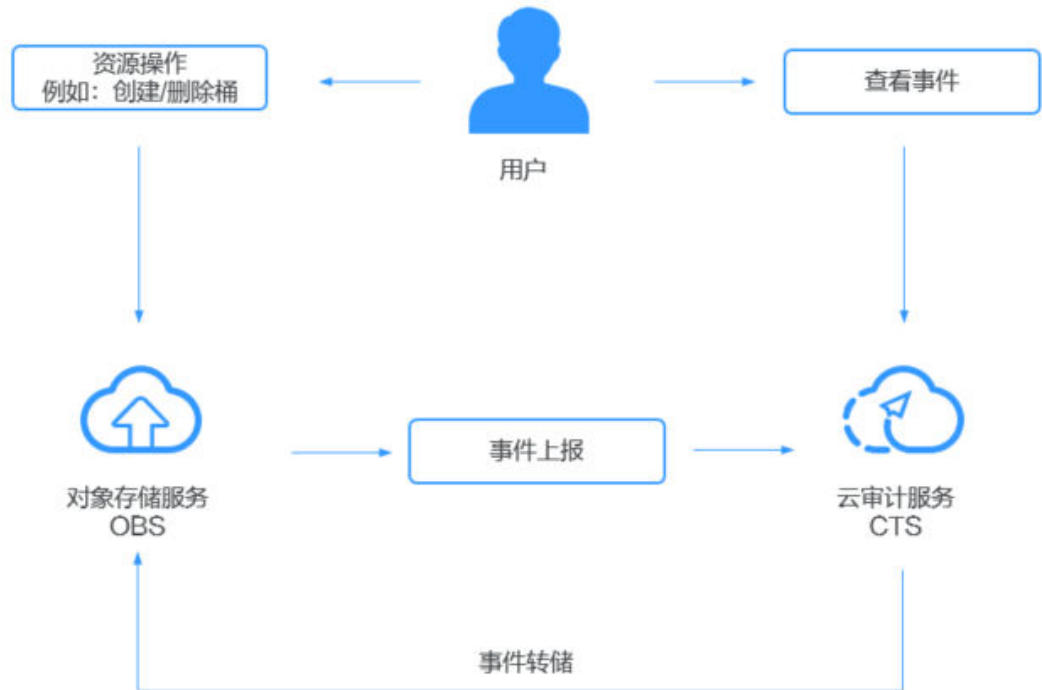 资源操作
例如：创建/删除桶
查看事件
用户
事件上报
对象存储服务
OBS
云审计服务
CTS
事件转储